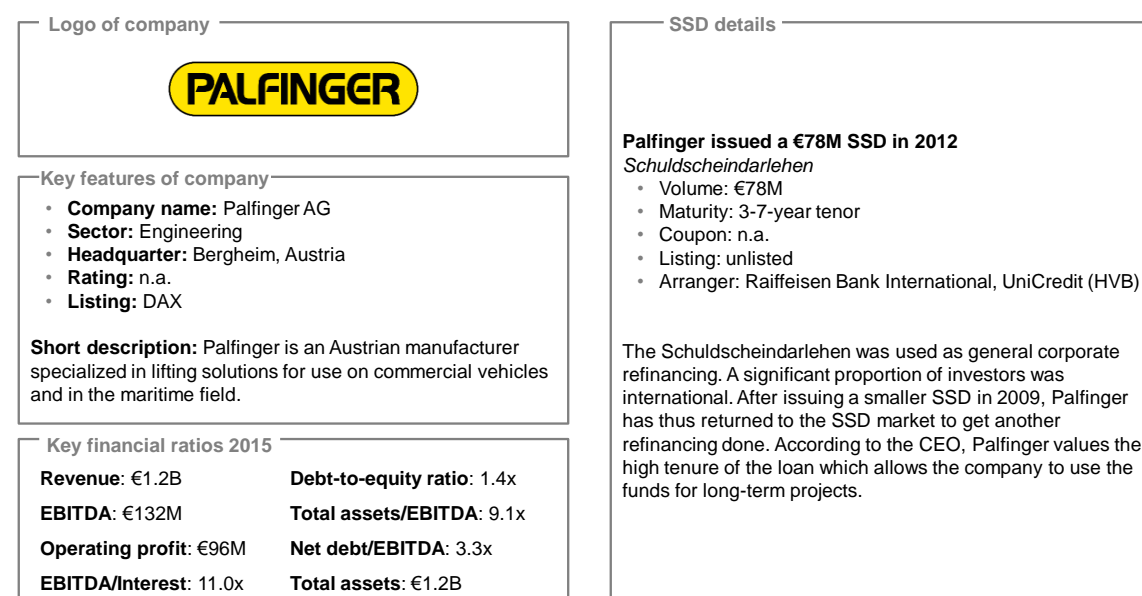 Logo of company
PALFINGER
Key features of company
• Company name: Palfinger AG
• Sector: Engineering
• Headquarter: Bergheim, Austria
• Rating: n.a.
• Listing: DAX
Short description: Palfinger is an Austrian manufacturer
specialized in lifting solutions for use on commercial vehicles
and in the maritime field.
Key financial ratios 2015
Revenue: €1.2B Debt-to-equity ratio: 1.4x
EBITDA: €132M Total assets/EBITDA: 9.1x
Operating profit: €96M Net debt/EBITDA: 3.3x
EBITDA/Interest: 11.0x Total assets: €1.2B
SSD details
Palfinger issued a €78M SSD in 2012
Schuldscheindarlehen
• Volume: €78M
• Maturity: 3-7-year tenor
• Coupon: n.a.
• Listing: unlisted
• Arranger: Raiffeisen Bank International, UniCredit (HVB)
The Schuldscheindarlehen was used as general corporate
refinancing. A significant proportion of investors was
international. After issuing a smaller SSD in 2009, Palfinger
has thus returned to the SSD market to get another
refinancing done. According to the CEO, Palfinger values the
high tenure of the loan which allows the company to use the
funds for long-term projects.